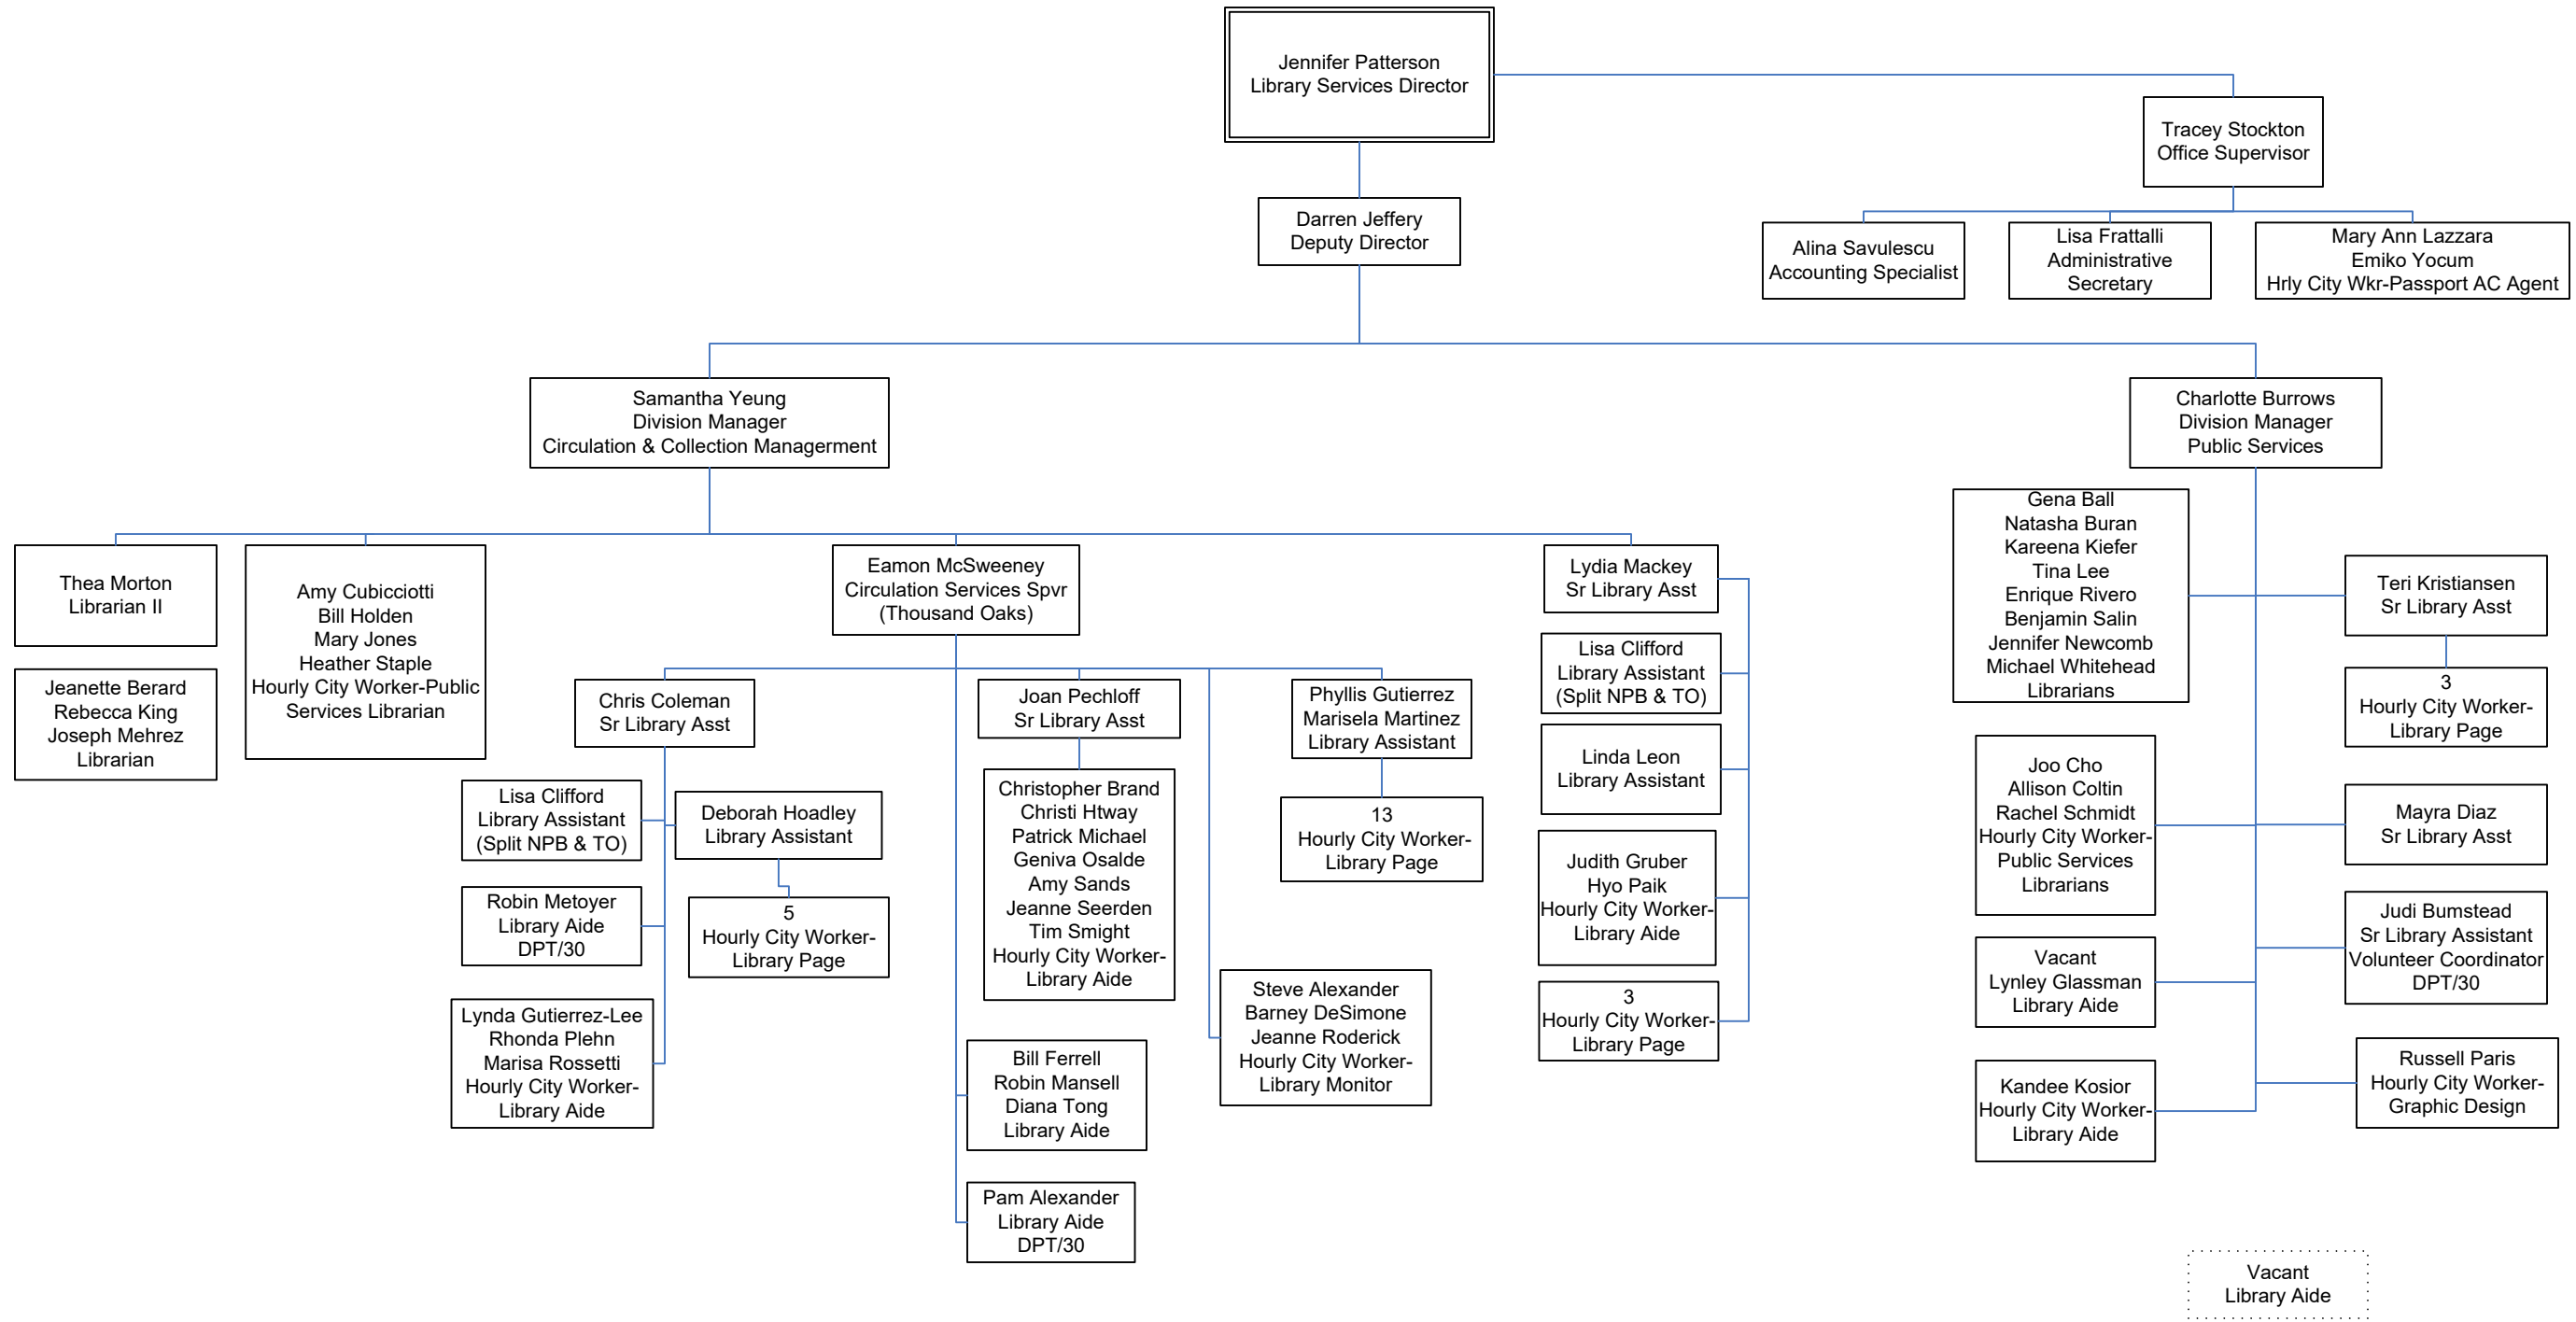 Jennifer Patterson
Library Services Director
Tracey Stockton
Office Supervisor
Darren Jeffery
Deputy Director
Alina Savulescu
Accounting Specialist
Lisa Frattalli
Administrative
Secretary
Mary Ann Lazzara
Emiko Yocum
Hrly City Wkr-Passport AC Agent
Samantha Yeung
Division Manager
Circulation & Collection Managerment
Charlotte Burrows
Division Manager
Public Services
Thea Morton
Librarian II
Jeanette Berard
Rebecca King
Joseph Mehrez
Librarian
Amy Cubicciotti
Bill Holden
Mary Jones
Heather Staple
Hourly City Worker-Public
Services Librarian
Eamon McSweeney
Circulation Services Spvr
(Thousand Oaks)
Chris Coleman
Sr Library Asst
Lisa Clifford
Library Assistant
(Split NPB & TO)
Deborah Hoadley
Library Assistant
Robin Metoyer
Library Aide
DPT/30
5
Hourly City Worker-
Library Page
Lynda Gutierrez-Lee
Rhonda Plehn
Marisa Rossetti
Hourly City Worker-
Library Aide
Joan Pechloff
Sr Library Asst
Christopher Brand
Christi Htway
Patrick Michael
Geniva Osalde
Amy Sands
Jeanne Seerden
Tim Smight
Hourly City Worker-
Library Aide
Bill Ferrell
Robin Mansell
Diana Tong
Library Aide
Pam Alexander
Library Aide
DPT/30
Phyllis Gutierrez
Marisela Martinez
Library Assistant
13
Hourly City Worker-
Library Page
Steve Alexander
Barney DeSimone
Jeanne Roderick
Hourly City Worker-
Library Monitor
Lydia Mackey
Sr Library Asst
Lisa Clifford
Library Assistant
(Split NPB & TO)
Linda Leon
Library Assistant
Judith Gruber
Hyo Paik
Hourly City Worker-
Library Aide
3
Hourly City Worker-
Library Page
Gena Ball
Natasha Buran
Kareena Kiefer
Tina Lee
Enrique Rivero
Benjamin Salin
Jennifer Newcomb
Michael Whitehead
Librarians
Joo Cho
Allison Coltin
Rachel Schmidt
Hourly City Worker-
Public Services
Librarians
Vacant
Lynley Glassman
Library Aide
Kandee Kosior
Hourly City Worker-
Library Aide
Teri Kristiansen
Sr Library Asst
3
Hourly City Worker-
Library Page
Mayra Diaz
Sr Library Asst
Judi Bumstead
Sr Library Assistant
Volunteer Coordinator
DPT/30
Russell Paris
Hourly City Worker-
Graphic Design
Vacant
Library Aide